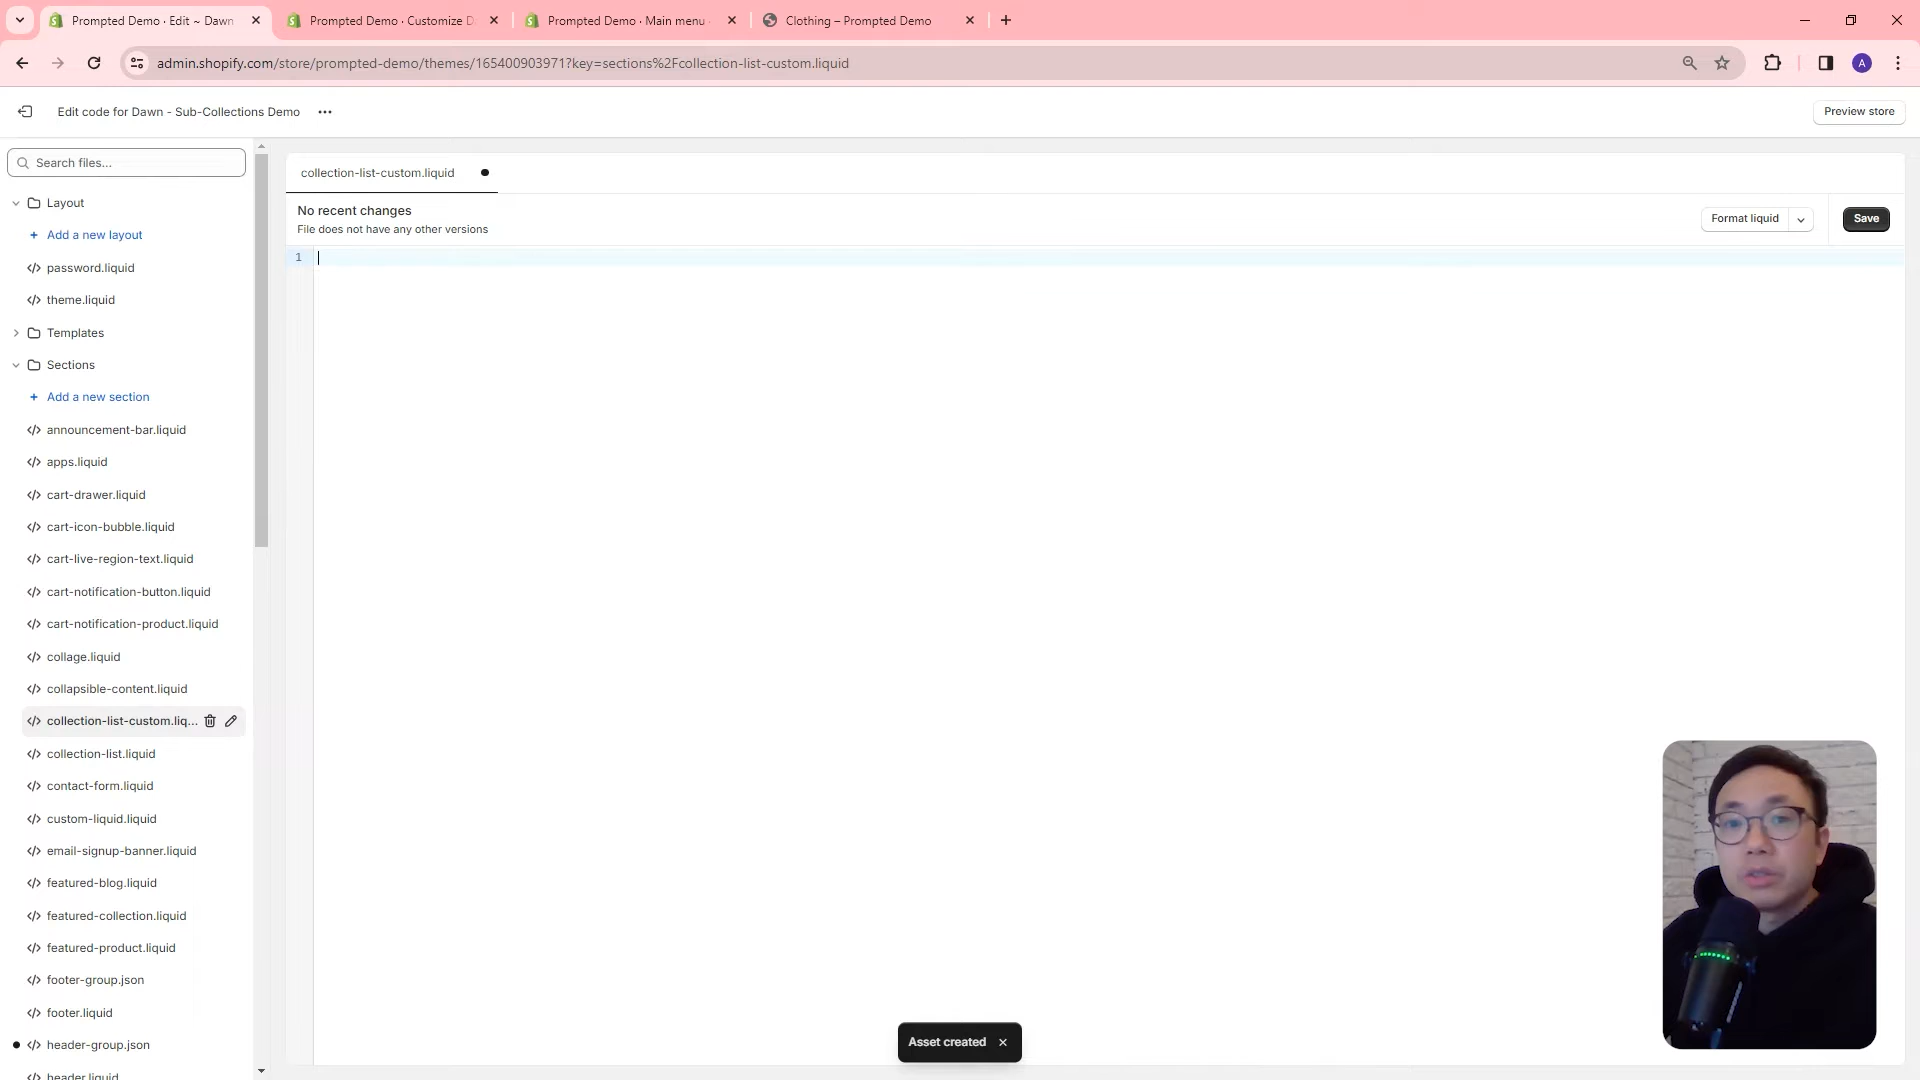 Prompted Demo · Edit ~ Dawn
Prompted Demo · Customize D
Prompted Demo · Main menu ·
Clothing – Prompted Demo
admin.shopify.com/store/prompted-demo/themes/165400903971?key=sections%2Fcollection-list-custom.liquid
A
Edit code for Dawn - Sub-Collections Demo
Preview store
Search files...
Layout
+ Add a new layout
password.liquid
theme.liquid
Templates
Sections
+ Add a new section
announcement-bar.liquid
apps.liquid
cart-drawer.liquid
cart-icon-bubble.liquid
cart-live-region-text.liquid
cart-notification-button.liquid
cart-notification-product.liquid
collage.liquid
collapsible-content.liquid
collection-list-custom.liq...
collection-list.liquid
contact-form.liquid
custom-liquid.liquid
email-signup-banner.liquid
featured-blog.liquid
featured-collection.liquid
featured-product.liquid
footer-group.json
footer.liquid
header-group.json
header.liquid
collection-list-custom.liquid
No recent changes
File does not have any other versions
Format liquid
Save
1
Asset created